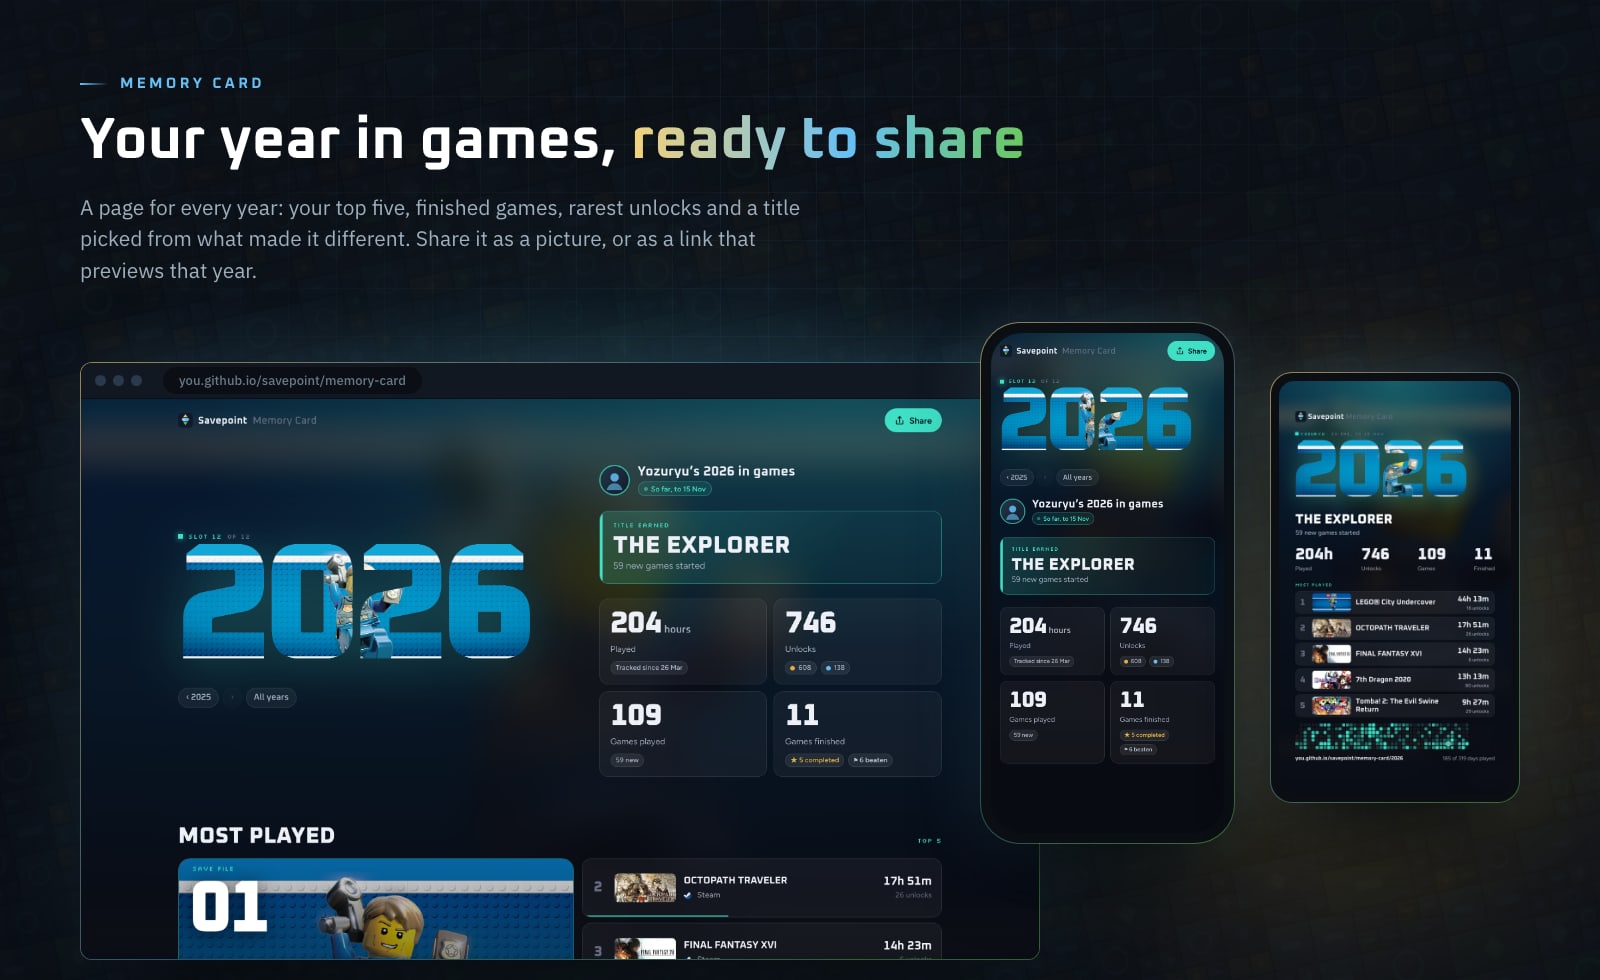 MEMORY CARD
Your year in games, ready to share
A page for every year: your top five, finished games, rarest unlocks and a title
picked from what made it different. Share it as a picture, or as a link that
previews that year.
you.github.io/savepoint/memory-card
Savepoint Memory Card
Share
SLOT 12 OF 12
2026
‹ 2025
All years
Yozuryu's 2026 in games
So far, to 15 Nov
TITLE EARNED
THE EXPLORER
59 new games started
204 hours
Played
Tracked since 26 Mar
746
Unlocks
608
138
109
Games played
59 new
11
Games finished
★ 5 completed
6 beaten
MOST PLAYED
TOP 5
SAVE FILE
01
2
OCTOPATH TRAVELER
Steam
17h 51m
26 unlocks
3
FINAL FANTASY XVI
14h 23m
Savepoint Memory Card
Share
SLOT 12 OF 12
2026
‹ 2025
All years
Yozuryu's 2026 in games
So far, to 15 Nov
TITLE EARNED
THE EXPLORER
59 new games started
204 hours
Played
Tracked since 26 Mar
746
Unlocks
608
138
109
Games played
59 new
11
Games finished
★ 5 completed
6 beaten
Savepoint Memory Card
2026
THE EXPLORER
59 new games started
204h
Played
746
Unlocks
109
Games
11
Finished
MOST PLAYED
1 LEGO® City Undercover 44h 13m
2 OCTOPATH TRAVELER 17h 51m
26 unlocks
3 FINAL FANTASY XVI 14h 23m
4 7th Dragon 2020 13h 13m
5 Tomba! 2: The Evil Swine
Return
9h 27m
you.github.io/savepoint/memory-card/2026